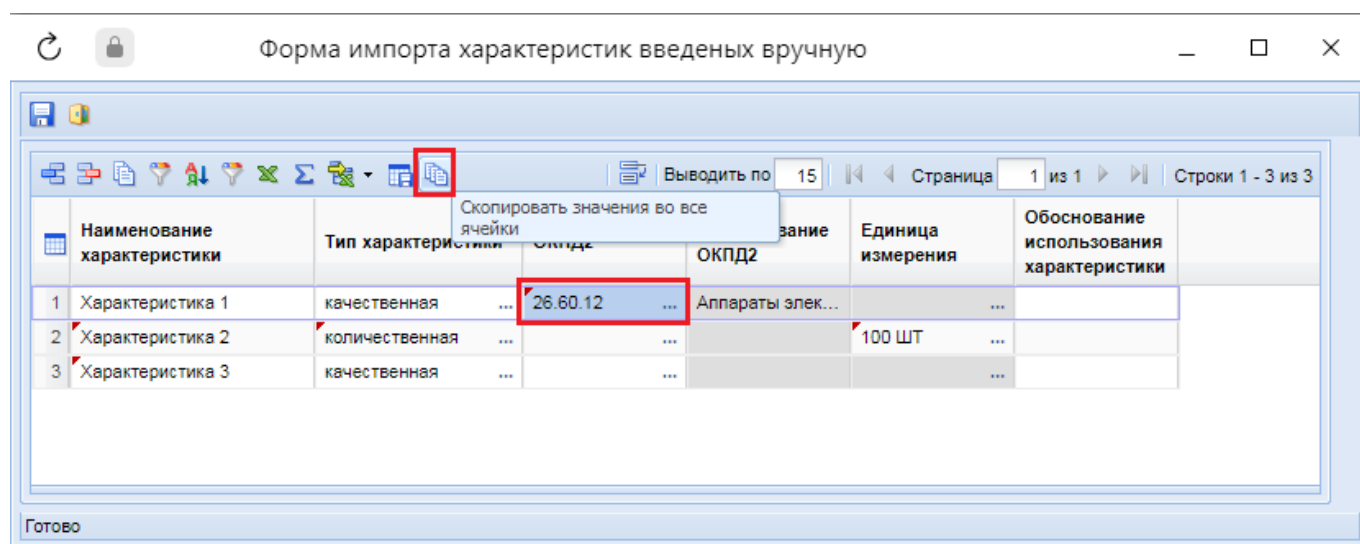 Форма импорта характеристик введеных вручную
Выводить по 15 Страница 1 из 1 Строки 1 - 3 из 3
Скопировать значения во все
ячейки
Наименование
характеристики
Тип характеристики
ОКПД2
ОКПД2
Единица
измерения
Обоснование
использования
характеристики
1 Характеристика 1 качественная ... 26.60.12 ... Аппараты элек... ...
2 Характеристика 2 количественная ... ... 100 ШТ ...
3 Характеристика 3 качественная ... ... ...
Готово